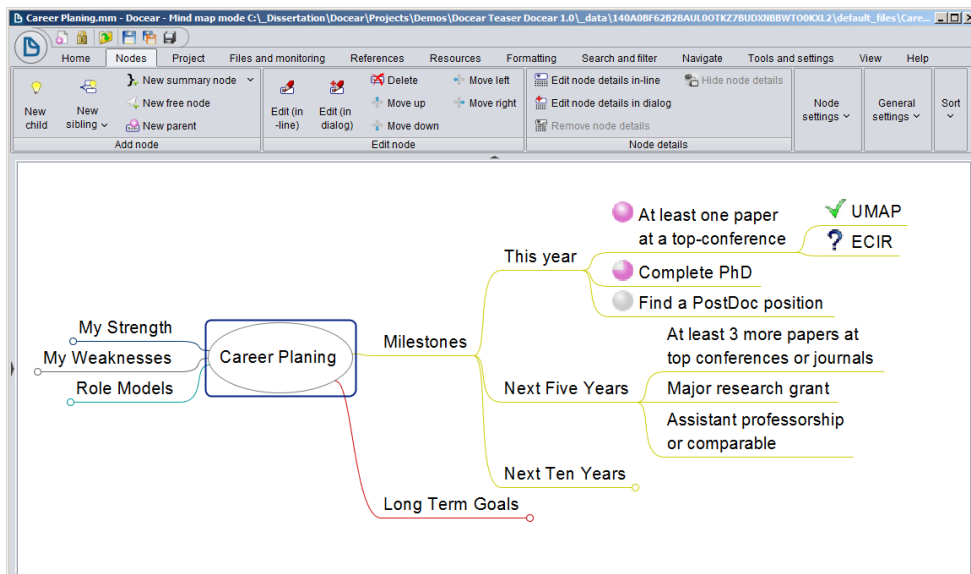 Career Planing.mm - Docear - Mind map mode C:\_Dissertation\Docear\Projects\Demos\Docear Teaser Docear 1.0\_data\140A0BF62B2BAUL0OTKZ7BUDXNBBWTO0KXL2\default_files\Care...
Home Nodes Project Files and monitoring References Resources Formatting Search and filter Navigate Tools and settings View Help
New child
New sibling
New summary node
New free node
New parent
Add node
Edit (in -line)
Edit (in dialog)
Delete
Move up
Move down
Move left
Move right
Edit node
Edit node details in-line
Edit node details in dialog
Remove node details
Hide node details
Node details
Node settings
General settings
Sort
At least one paper
at a top-conference
UMAP
ECIR
This year
Complete PhD
Find a PostDoc position
My Strength
My Weaknesses
Role Models
Career Planing
Milestones
At least 3 more papers at
top conferences or journals
Next Five Years
Major research grant
Assistant professorship
or comparable
Next Ten Years
Long Term Goals